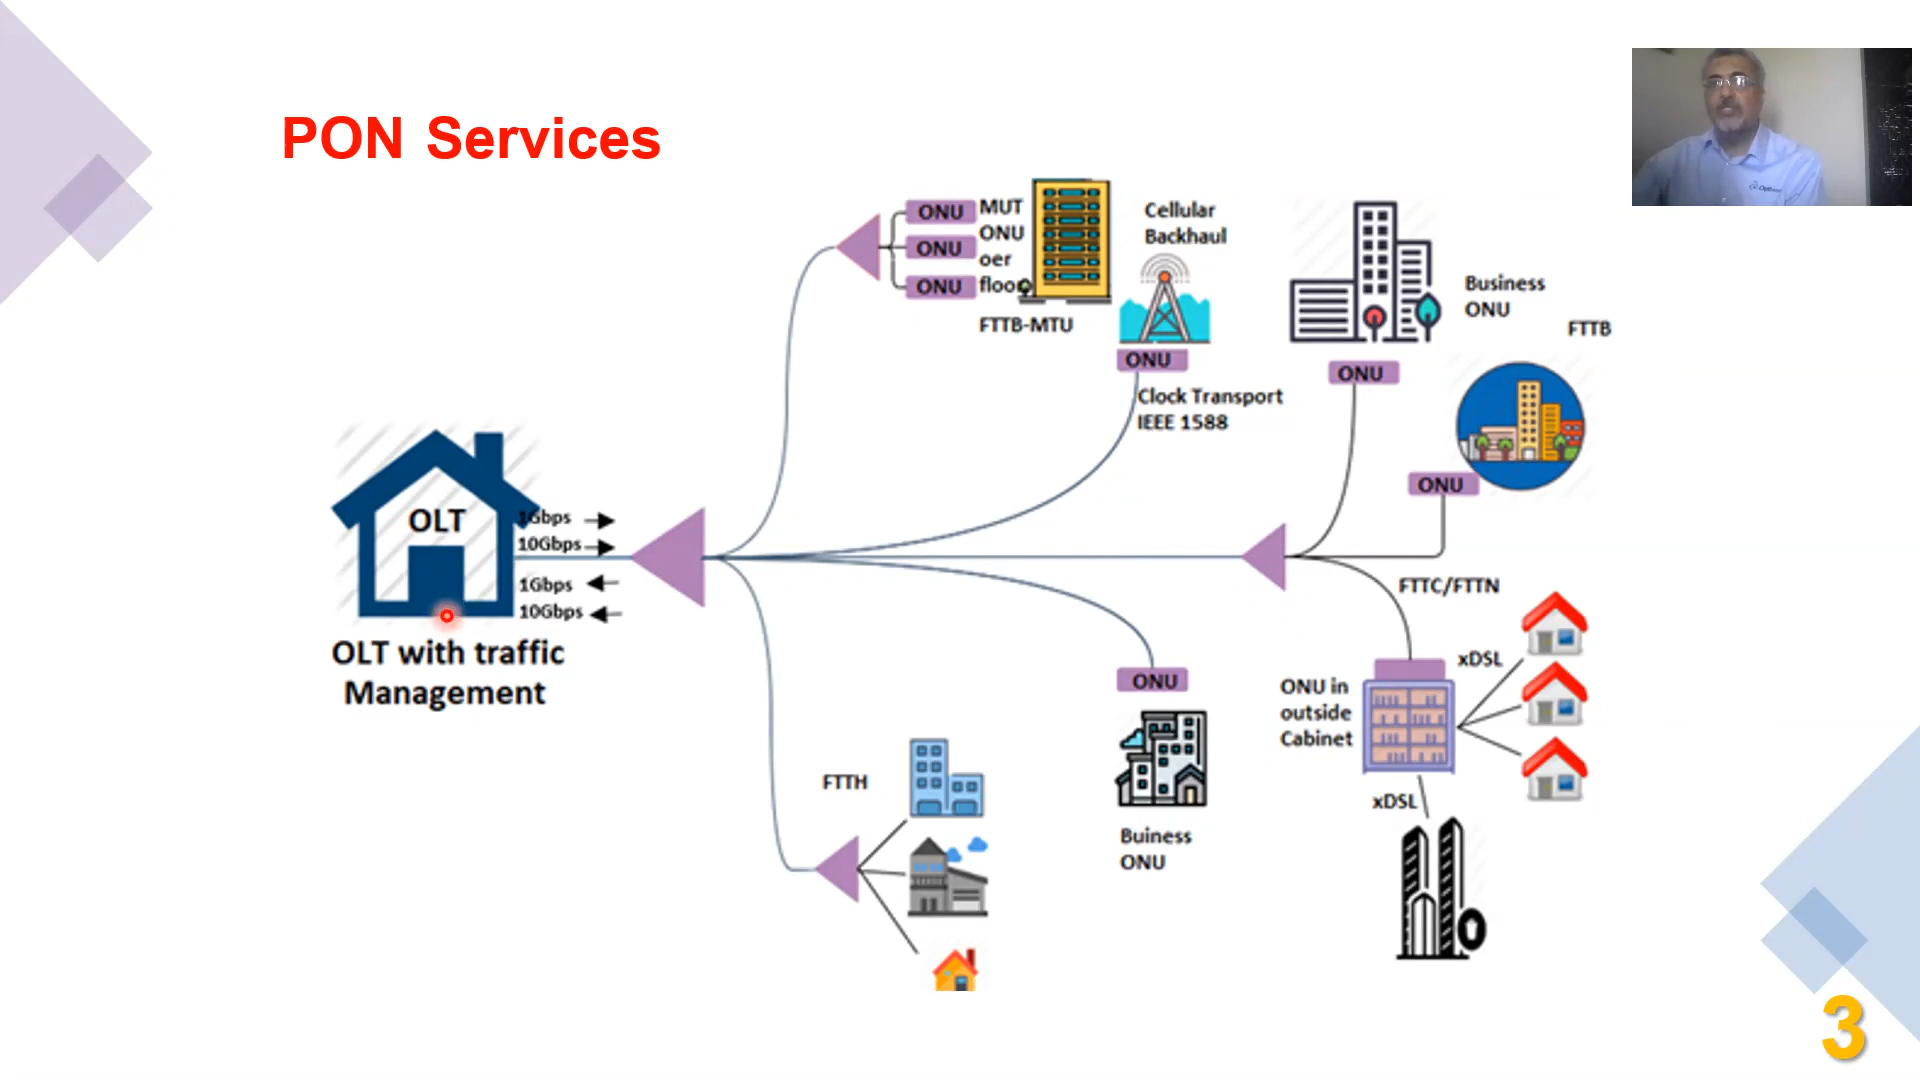 PON Services
ONU
ONU
ONU
MUT
ONU
oer
floor
FTTB-MTU
Cellular
Backhaul
ONU
Clock Transport
IEEE 1588
Business
ONU
FTTB
ONU
ONU
OLT
1Gbps
10Gbps
1Gbps
10Gbps
OLT with traffic
Management
FTTC/FTTN
xDSL
ONU in
outside
Cabinet
xDSL
ONU
Buiness
ONU
FTTH
3